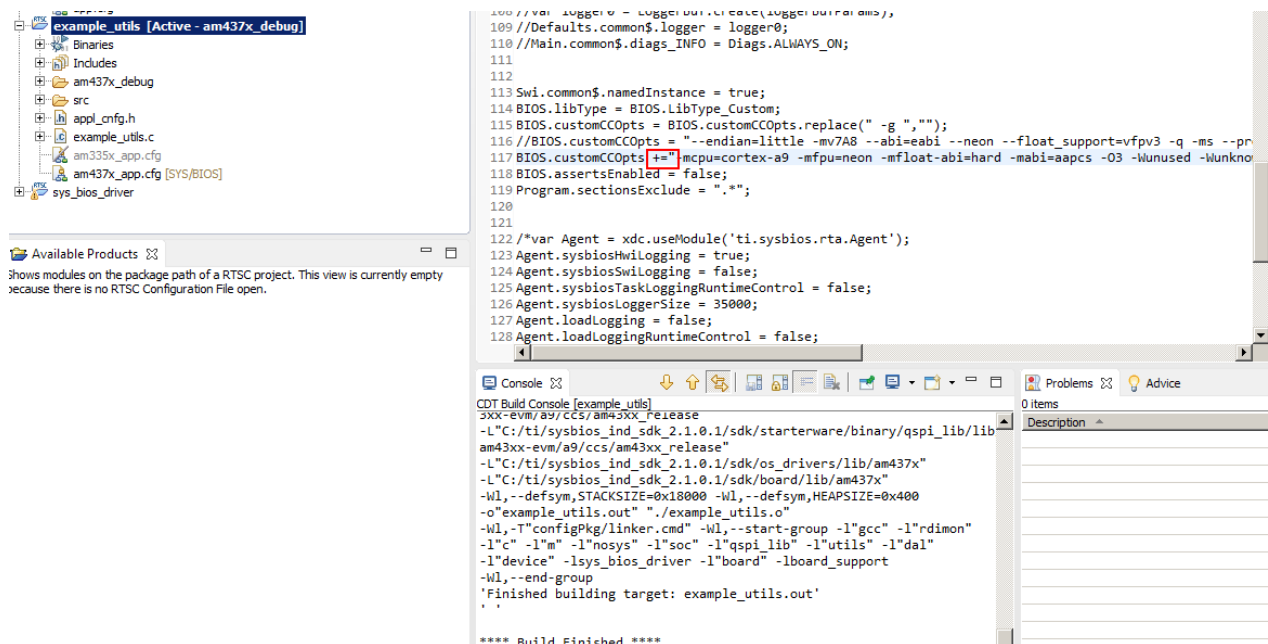 example_utils [Active - am437x_debug]
Binaries
Includes
am437x_debug
src
appl_cnfg.h
example_utils.c
am335x_app.cfg
am437x_app.cfg [SYS/BIOS]
sys_bios_driver
Available Products
Shows modules on the package path of a RTSC project. This view is currently empty
because there is no RTSC Configuration File open.
109 //Defaults.common$.logger = logger0;
110 //Main.common$.diags_INFO = Diags.ALWAYS_ON;
111
112
113 Swi.common$.namedInstance = true;
114 BIOS.libType = BIOS.LibType_Custom;
115 BIOS.customCCOpts = BIOS.customCCOpts.replace(" -g ","");
116 //BIOS.customCCOpts = "--endian=little -mv7A8 --abi=eabi --neon --float_support=vfpv3 -q -ms --pr
117 BIOS.customCCOpts +="-mcpu=cortex-a9 -mfpu=neon -mfloat-abi=hard -mabi=aapcs -O3 -Wunused -Wunkno
118 BIOS.assertsEnabled = false;
119 Program.sectionsExclude = ".*";
120
121
122 /*var Agent = xdc.useModule('ti.sysbios.rta.Agent');
123 Agent.sysbiosHwiLogging = true;
124 Agent.sysbiosSwiLogging = false;
125 Agent.sysbiosTaskLoggingRuntimeControl = false;
126 Agent.sysbiosLoggerSize = 35000;
127 Agent.loadLogging = false;
128 Agent.loadLoggingRuntimeControl = false;
Console
CDT Build Console [example_utils]
3xx-evm/a9/ccs/am43xx_release
-L"C:/ti/sysbios_ind_sdk_2.1.0.1/sdk/starterware/binary/qspi_lib/lib
am43xx-evm/a9/ccs/am43xx_release"
-L"C:/ti/sysbios_ind_sdk_2.1.0.1/sdk/os_drivers/lib/am437x"
-L"C:/ti/sysbios_ind_sdk_2.1.0.1/sdk/board/lib/am437x"
-Wl,--defsym,STACKSIZE=0x18000 -Wl,--defsym,HEAPSIZE=0x400
-o"example_utils.out" "./example_utils.o"
-Wl,-T"configPkg/linker.cmd" -Wl,--start-group -l"gcc" -l"rdimon"
-l"c" -l"m" -l"nosys" -l"soc" -l"qspi_lib" -l"utils" -l"dal"
-l"device" -lsys_bios_driver -l"board" -lboard_support
-Wl,--end-group
'Finished building target: example_utils.out'
' '
**** Build Finished ****
Problems
Advice
0 items
Description